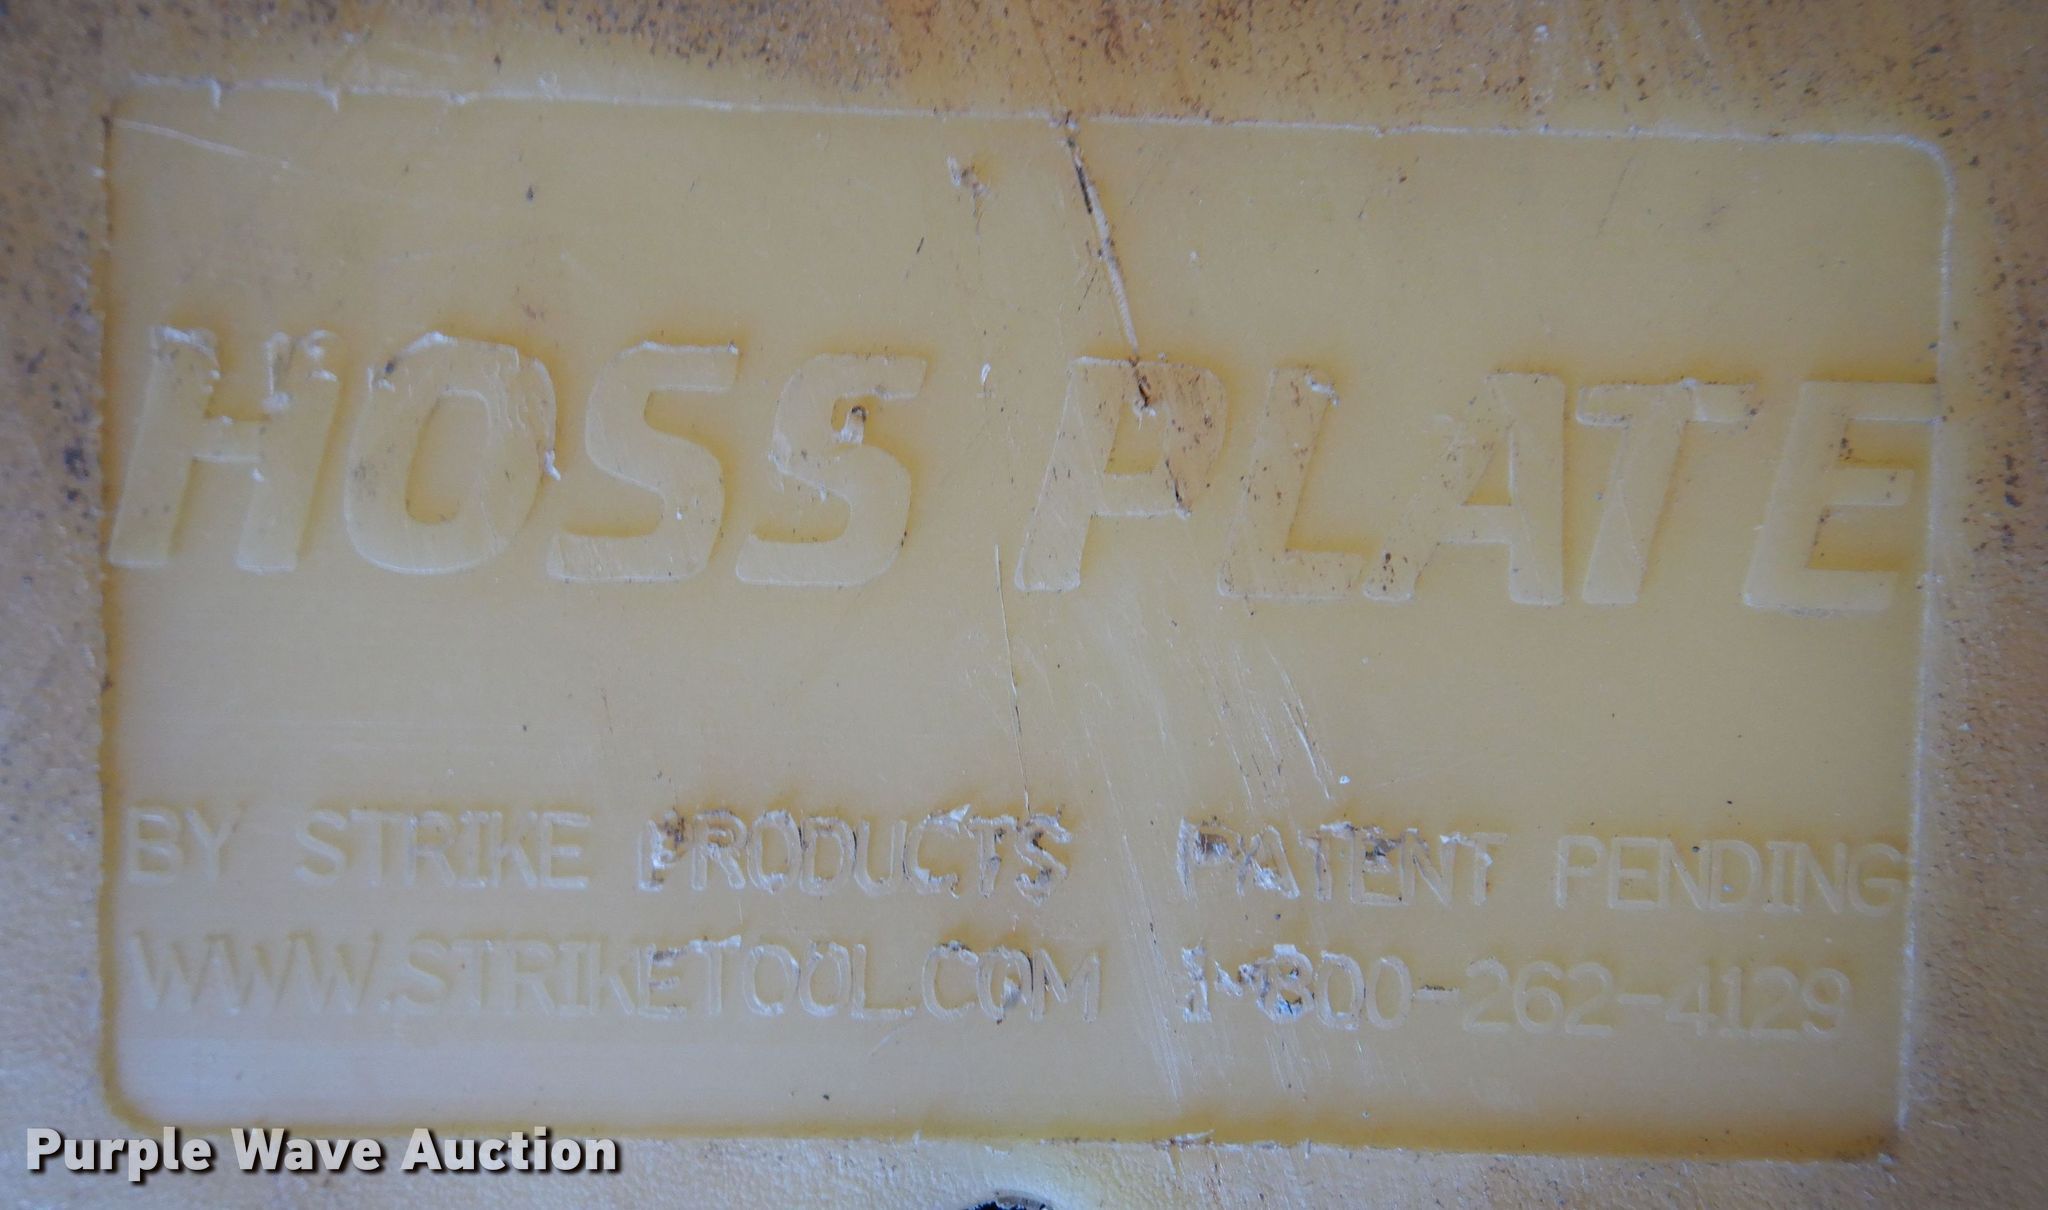 HOSS PLATE
BY STRIKE PRODUCTS PATENT PENDING
WWW.STRIKETOOL.COM 1-800-262-4129
Purple Wave Auction